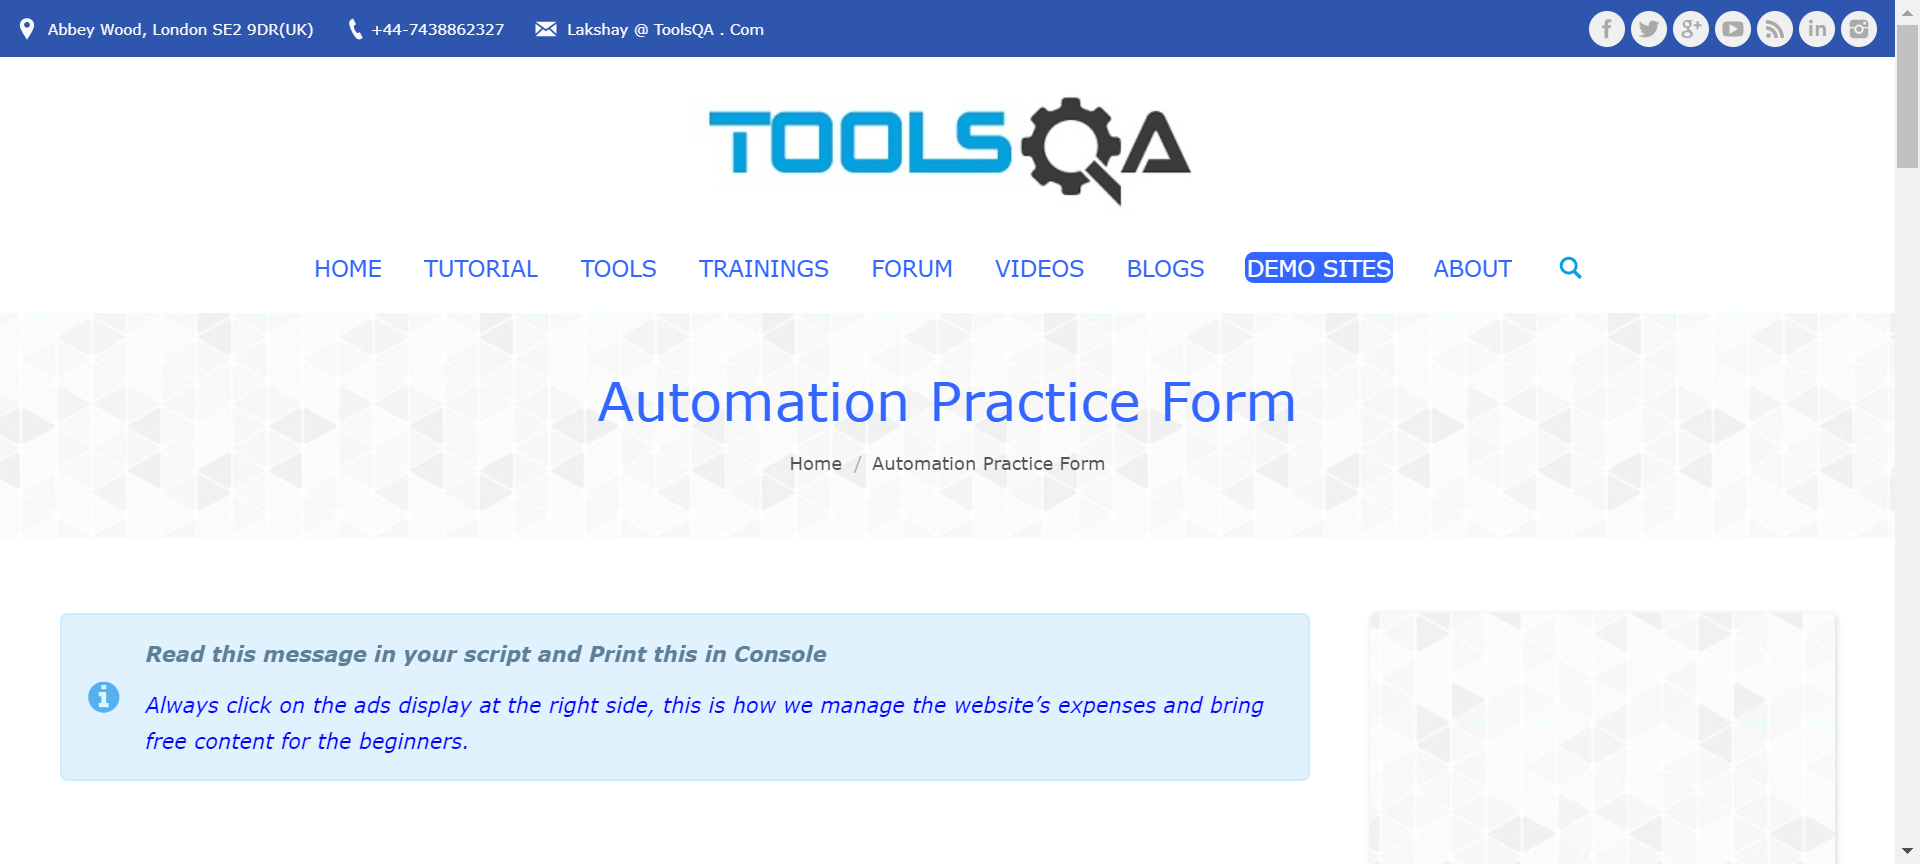 Abbey Wood, London SE2 9DR(UK) +44-7438862327 Lakshay @ ToolsQA . Com
TOOLSQA
HOME TUTORIAL TOOLS TRAININGS FORUM VIDEOS BLOGS DEMO SITES ABOUT
Automation Practice Form
Home / Automation Practice Form
Read this message in your script and Print this in Console
Always click on the ads display at the right side, this is how we manage the website’s expenses and bring
free content for the beginners.